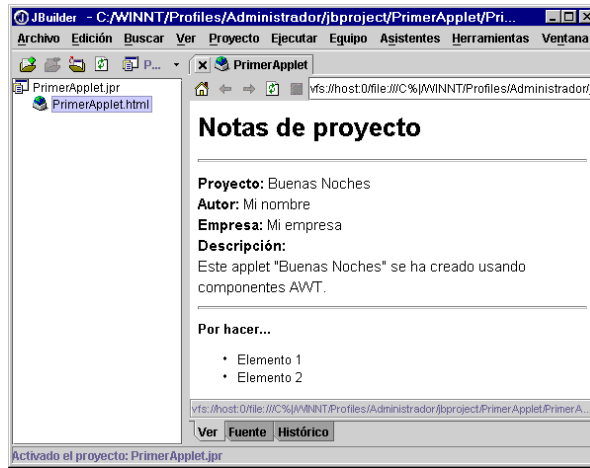 JBuilder - C:/WINNT/Profiles/Administrador/jbproject/PrimerApplet/Pri...
Archivo Edición Buscar Ver Proyecto Ejecutar Equipo Asistentes Herramientas Ventana
P... PrimerApplet
PrimerApplet.jpr
PrimerApplet.html
vfs://host:0/file:///C%|/WINNT/Profiles/Administrador/j
Notas de proyecto
Proyecto: Buenas Noches
Autor: Mi nombre
Empresa: Mi empresa
Descripción:
Este applet "Buenas Noches" se ha creado usando
componentes AWT.
Por hacer...
• Elemento 1
• Elemento 2
vfs://host:0/file:///C%|/WINNT/Profiles/Administrador/jbproject/PrimerApplet/PrimerA...
Ver Fuente Histórico
Activado el proyecto: PrimerApplet.jpr